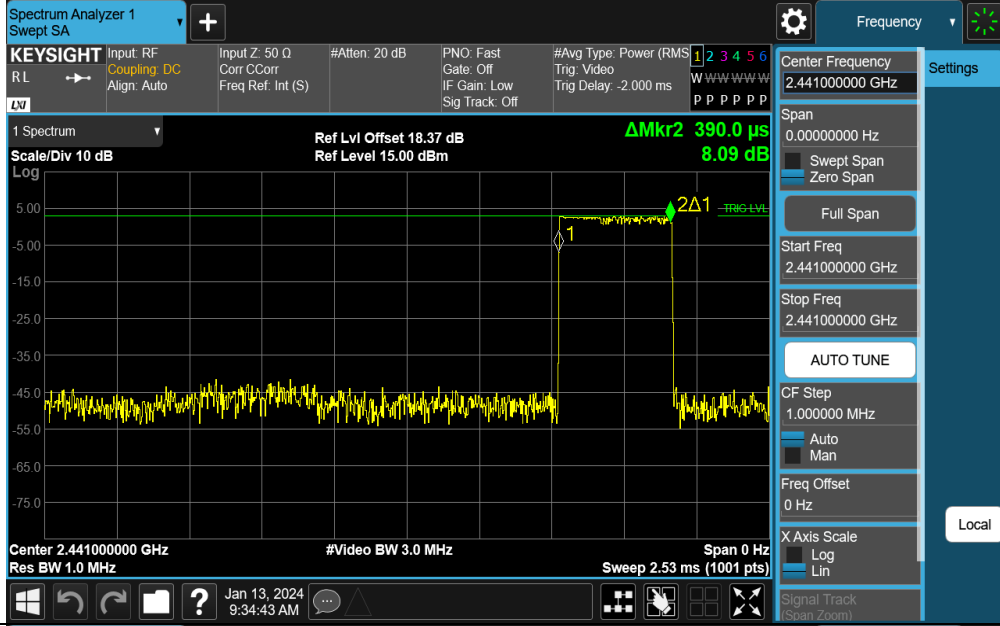 Spectrum Analyzer 1
Swept SA
+
Frequency
KEYSIGHT
R L
LXI
Input: RF
Coupling: DC
Align: Auto
Input Z: 50 Ω
Corr CCorr
Freq Ref: Int (S)
#Atten: 20 dB
PNO: Fast
Gate: Off
IF Gain: Low
Sig Track: Off
#Avg Type: Power (RMS
Trig: Video
Trig Delay: -2.000 ms
1 2 3 4 5 6
W W W W W W
P P P P P P
1 Spectrum
Scale/Div 10 dB
Log
Ref Lvl Offset 18.37 dB
Ref Level 15.00 dBm
ΔMkr2 390.0 µs
8.09 dB
5.00
-5.00
-15.0
-25.0
-35.0
-45.0
-55.0
-65.0
-75.0
1
2Δ1
TRIG LVL
Center 2.441000000 GHz
Res BW 1.0 MHz
#Video BW 3.0 MHz
Span 0 Hz
Sweep 2.53 ms (1001 pts)
Center Frequency
2.441000000 GHz
Settings
Span
0.00000000 Hz
Swept Span
Zero Span
Full Span
Start Freq
2.441000000 GHz
Stop Freq
2.441000000 GHz
AUTO TUNE
CF Step
1.000000 MHz
Auto
Man
Freq Offset
0 Hz
Local
X Axis Scale
Log
Lin
Signal Track
(Span Zoom)
?
Jan 13, 2024
9:34:43 AM